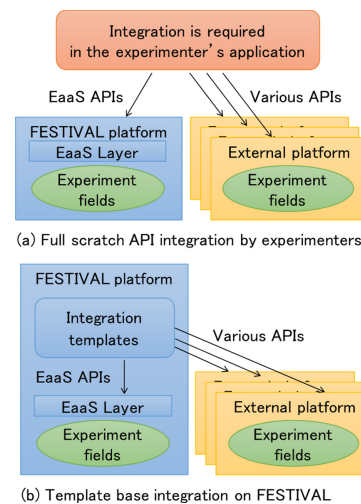 Integration is required
in the experimenter's application
EaaS APIs
Various APIs
FESTIVAL platform
EaaS Layer
Experiment
fields
External platform
Experiment
fields
(a) Full scratch API integration by experimenters
FESTIVAL platform
Integration
templates
Various APIs
EaaS APIs
EaaS Layer
Experiment
fields
External platform
Experiment
fields
(b) Template base integration on FESTIVAL